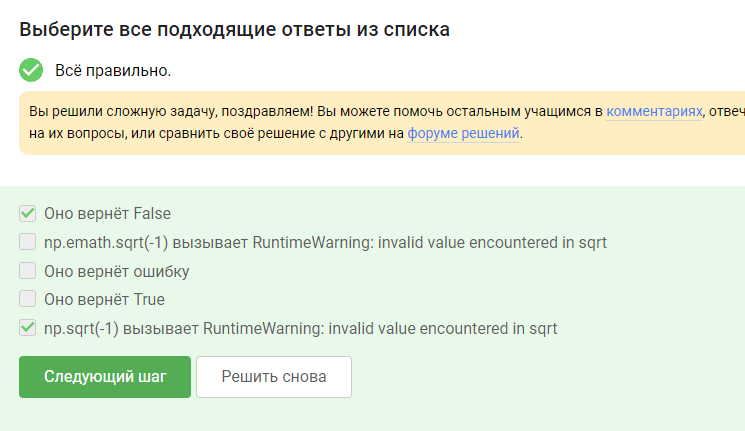 Выберите все подходящие ответы из списка
Всё правильно.
Вы решили сложную задачу, поздравляем! Вы можете помочь остальным учащимся в комментариях, отвеч
на их вопросы, или сравнить своё решение с другими на форуме решений.
Оно вернёт False
np.emath.sqrt(-1) вызывает RuntimeWarning: invalid value encountered in sqrt
Оно вернёт ошибку
Оно вернёт True
np.sqrt(-1) вызывает RuntimeWarning: invalid value encountered in sqrt
Следующий шаг Решить снова